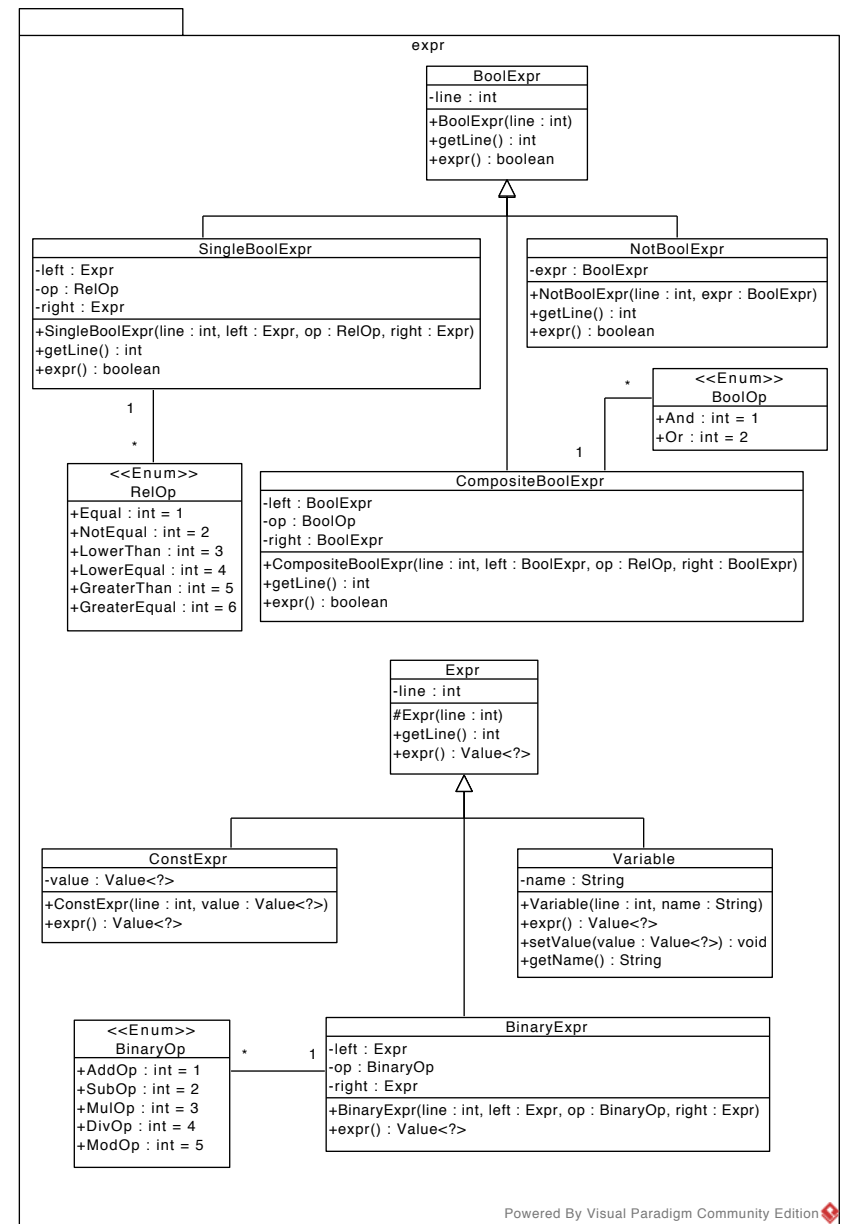 expr
BoolExpr
-line : int
+BoolExpr(line : int)
+getLine() : int
+expr() : boolean
SingleBoolExpr
-left : Expr
-op : RelOp
-right : Expr
+SingleBoolExpr(line : int, left : Expr, op : RelOp, right : Expr)
+getLine() : int
+expr() : boolean
NotBoolExpr
-expr : BoolExpr
+NotBoolExpr(line : int, expr : BoolExpr)
+getLine() : int
+expr() : boolean
1
*
*
1
<<Enum>>
BoolOp
+And : int = 1
+Or : int = 2
<<Enum>>
RelOp
+Equal : int = 1
+NotEqual : int = 2
+LowerThan : int = 3
+LowerEqual : int = 4
+GreaterThan : int = 5
+GreaterEqual : int = 6
CompositeBoolExpr
-left : BoolExpr
-op : BoolOp
-right : BoolExpr
+CompositeBoolExpr(line : int, left : BoolExpr, op : RelOp, right : BoolExpr)
+getLine() : int
+expr() : boolean
Expr
-line : int
#Expr(line : int)
+getLine() : int
+expr() : Value<?>
ConstExpr
-value : Value<?>
+ConstExpr(line : int, value : Value<?>)
+expr() : Value<?>
Variable
-name : String
+Variable(line : int, name : String)
+expr() : Value<?>
+setValue(value : Value<?>) : void
+getName() : String
<<Enum>>
BinaryOp
+AddOp : int = 1
+SubOp : int = 2
+MulOp : int = 3
+DivOp : int = 4
+ModOp : int = 5
*
1
BinaryExpr
-left : Expr
-op : BinaryOp
-right : Expr
+BinaryExpr(line : int, left : Expr, op : BinaryOp, right : Expr)
+expr() : Value<?>
Powered By Visual Paradigm Community Edition